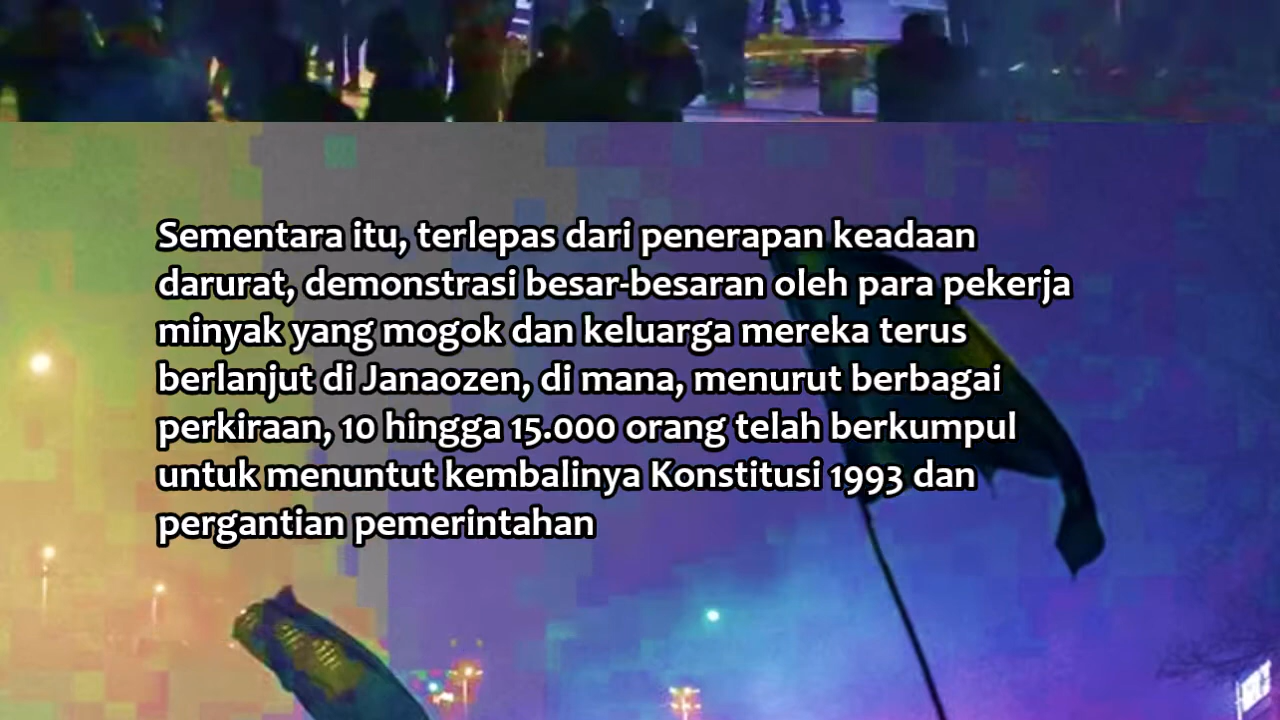 Sementara itu, terlepas dari penerapan keadaan
darurat, demonstrasi besar-besaran oleh para pekerja
minyak yang mogok dan keluarga mereka terus
berlanjut di Janaozen, di mana, menurut berbagai
perkiraan, 10 hingga 15.000 orang telah berkumpul
untuk menuntut kembalinya Konstitusi 1993 dan
pergantian pemerintahan